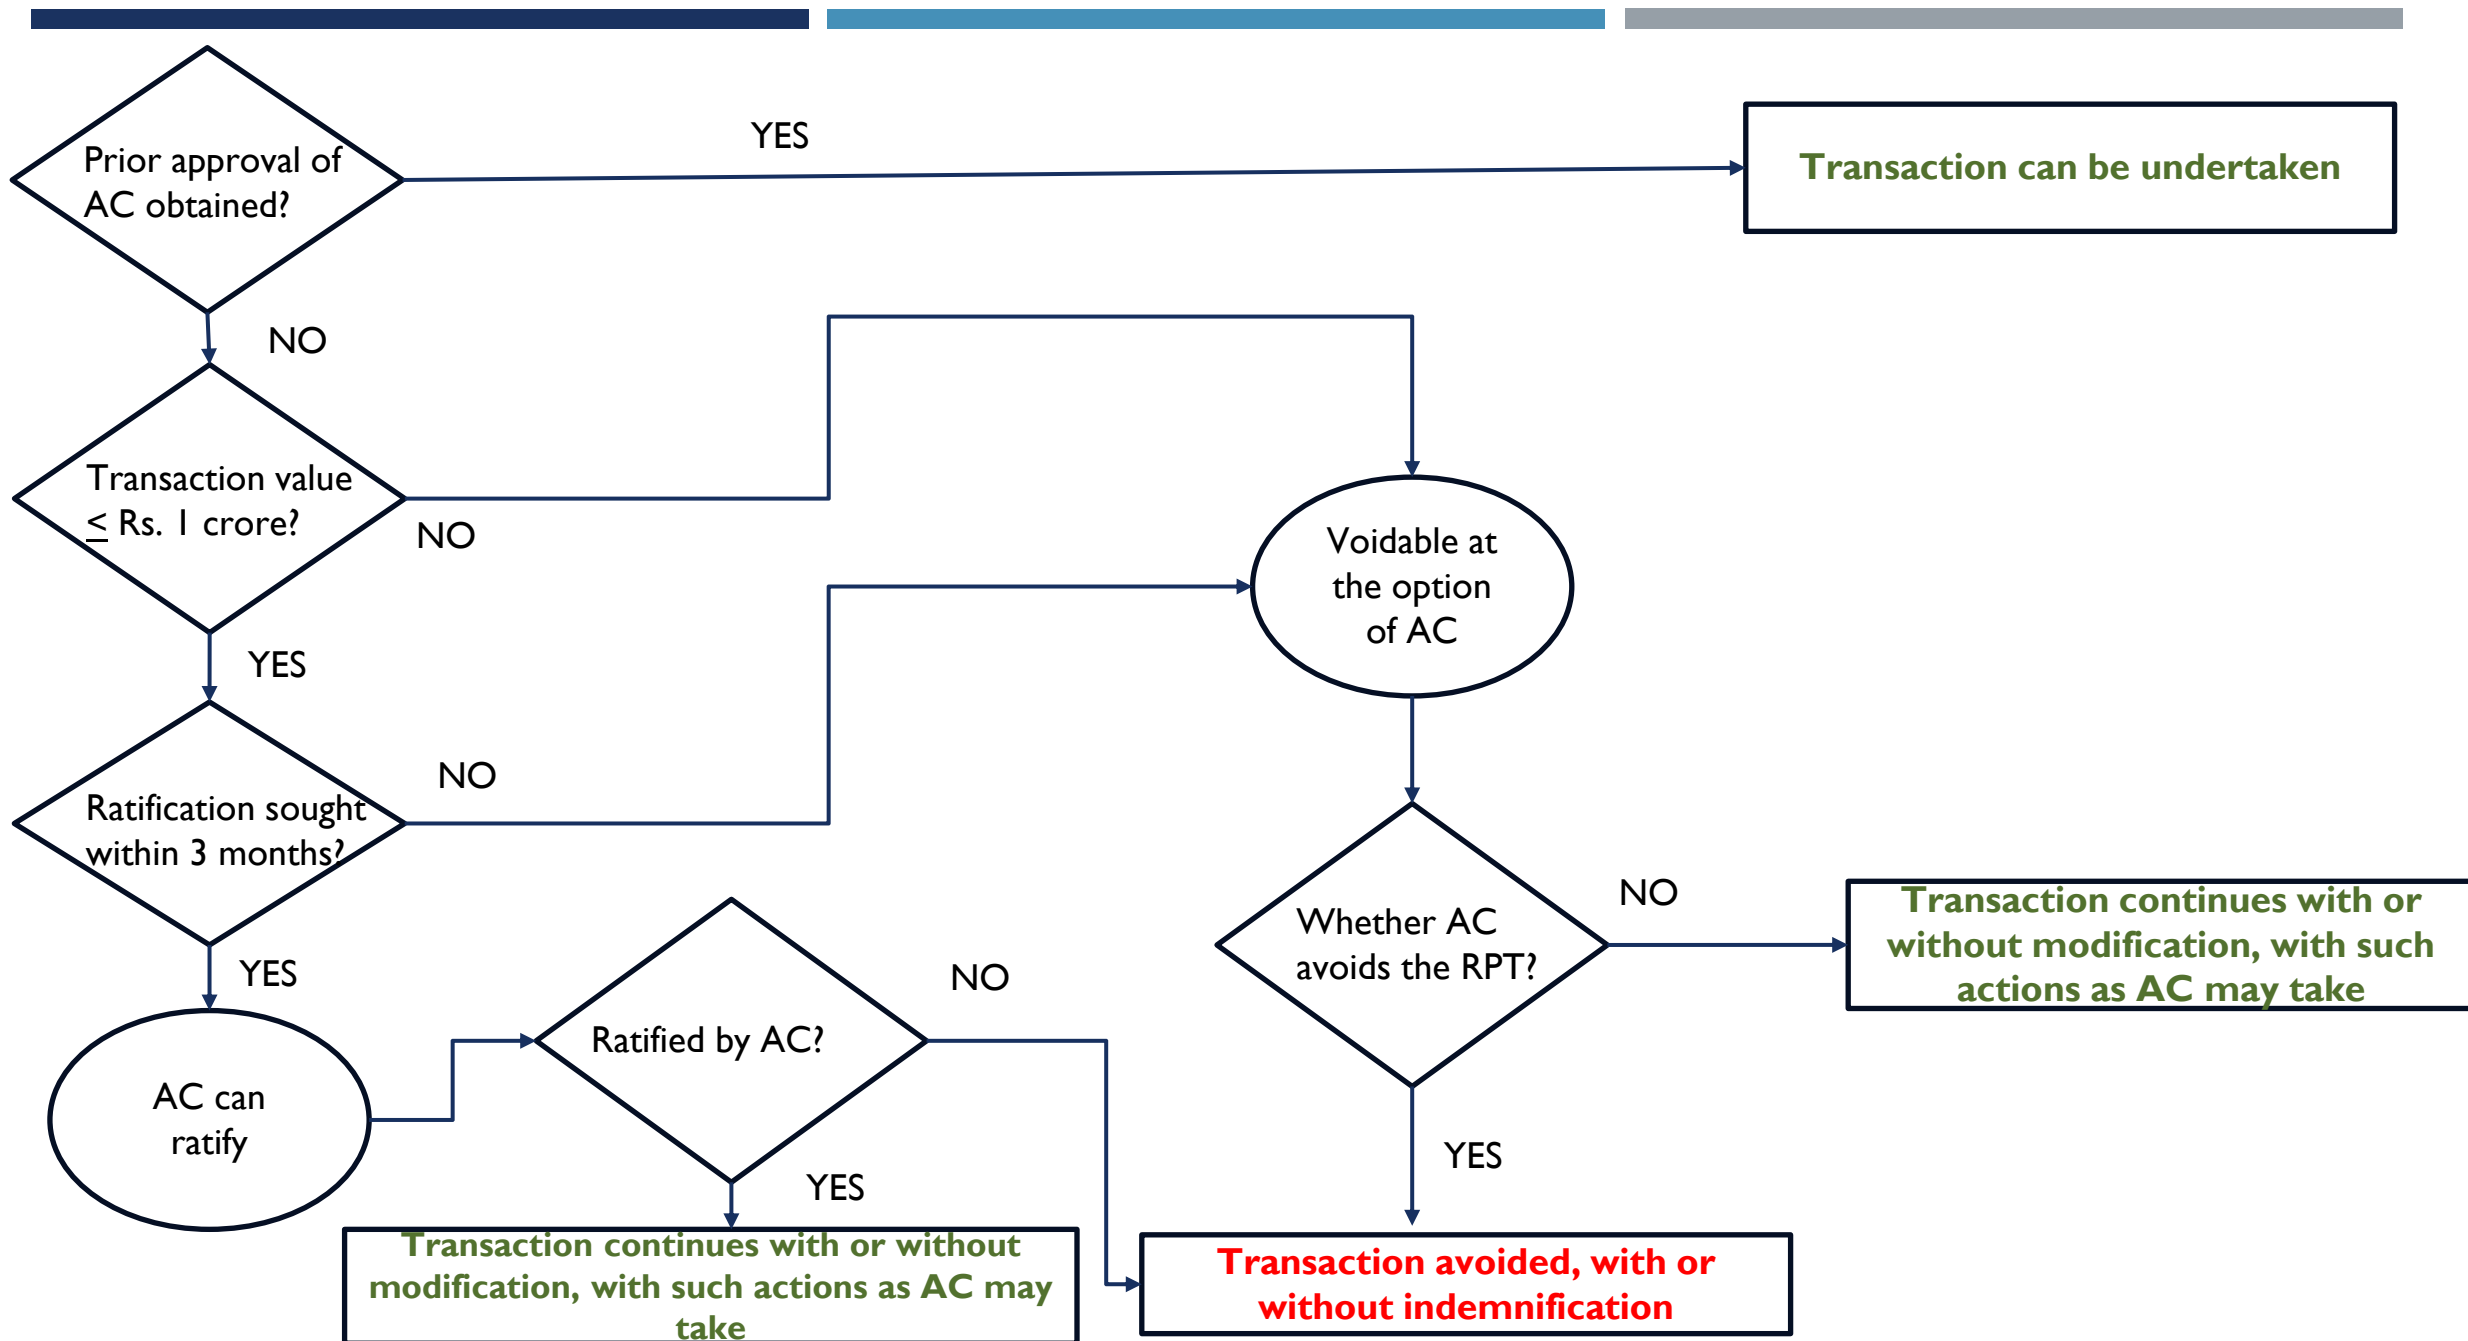 Prior approval of
AC obtained?
YES
Transaction can be undertaken
NO
Transaction value
≤ Rs. 1 crore?
NO
YES
Voidable at
the option
of AC
Ratification sought
within 3 months?
NO
YES
AC can
ratify
Ratified by AC?
NO
YES
Transaction continues with or without
modification, with such actions as AC may
take
Whether AC
avoids the RPT?
NO
Transaction continues with or
without modification, with such
actions as AC may take
YES
Transaction avoided, with or
without indemnification